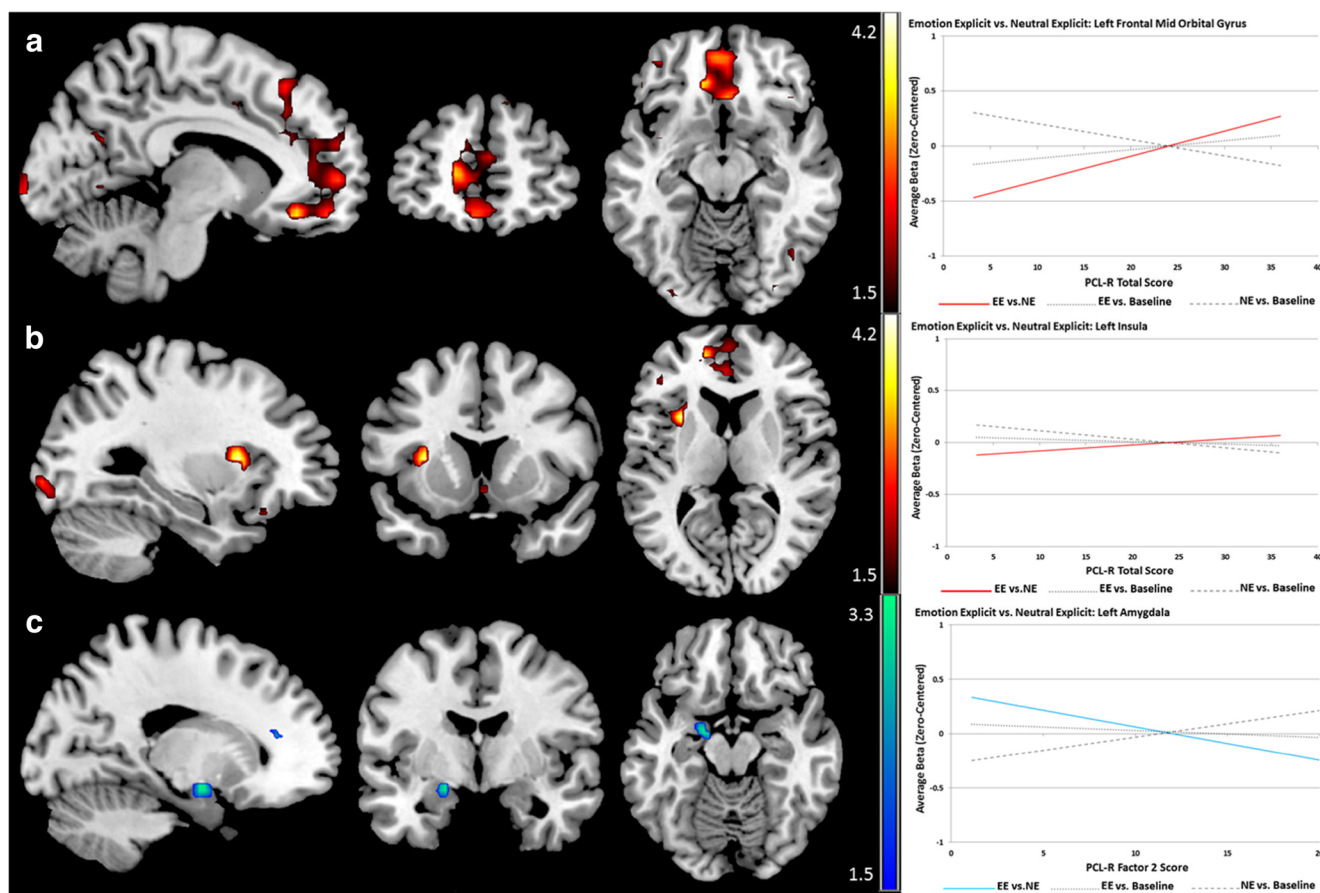 a
4.2
1.5
Emotion Explicit vs. Neutral Explicit: Left Frontal Mid Orbital Gyrus
Average Beta (Zero-Centered)
1
0.5
0
-0.5
-1
0
5
10
15
20
25
30
35
40
PCL-R Total Score
EE vs.NE
EE vs. Baseline
NE vs. Baseline
b
4.2
1.5
Emotion Explicit vs. Neutral Explicit: Left Insula
Average Beta (Zero-Centered)
1
0.5
0
-0.5
-1
0
5
10
15
20
25
30
35
40
PCL-R Total Score
EE vs.NE
EE vs. Baseline
NE vs. Baseline
c
3.3
1.5
Emotion Explicit vs. Neutral Explicit: Left Amygdala
Average Beta (Zero-Centered)
1
0.5
0
-0.5
-1
0
5
10
15
20
PCL-R Factor 2 Score
EE vs.NE
EE vs. Baseline
NE vs. Baseline